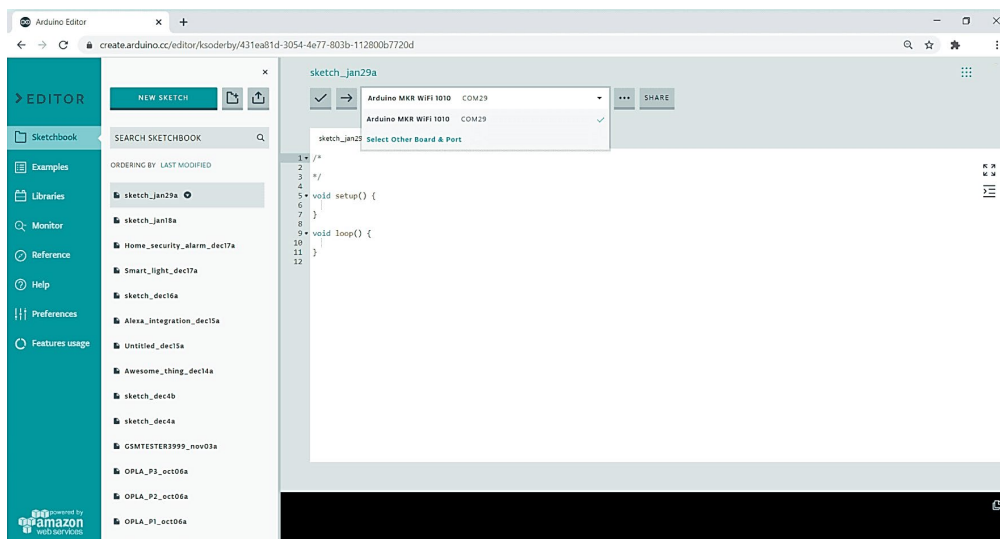 Arduino Editor
create.arduino.cc/editor/ksoderby/431ea81d-3054-4e77-803b-112800b7720d
EDITOR
Sketchbook
Examples
Libraries
Monitor
Reference
Help
Preferences
Features usage
powered by
amazon
web services
NEW SKETCH
SEARCH SKETCHBOOK
ORDERING BY LAST MODIFIED
sketch_jan29a
sketch_jan18a
Home_security_alarm_dec17a
Smart_light_dec17a
sketch_dec16a
Alexa_integration_dec15a
Untitled_dec15a
Awesome_thing_dec14a
sketch_dec4b
sketch_dec4a
GSMTESTER3999_nov03a
OPLA_P3_oct06a
OPLA_P2_oct06a
OPLA_P1_oct06a
sketch_jan29a
Arduino MKR WiFi 1010 COM29
SHARE
Arduino MKR WiFi 1010 COM29
Select Other Board & Port
sketch_jan29
1 /*
2
3 */
4
5 void setup() {
6
7 }
8
9 void loop() {
10
11 }
12